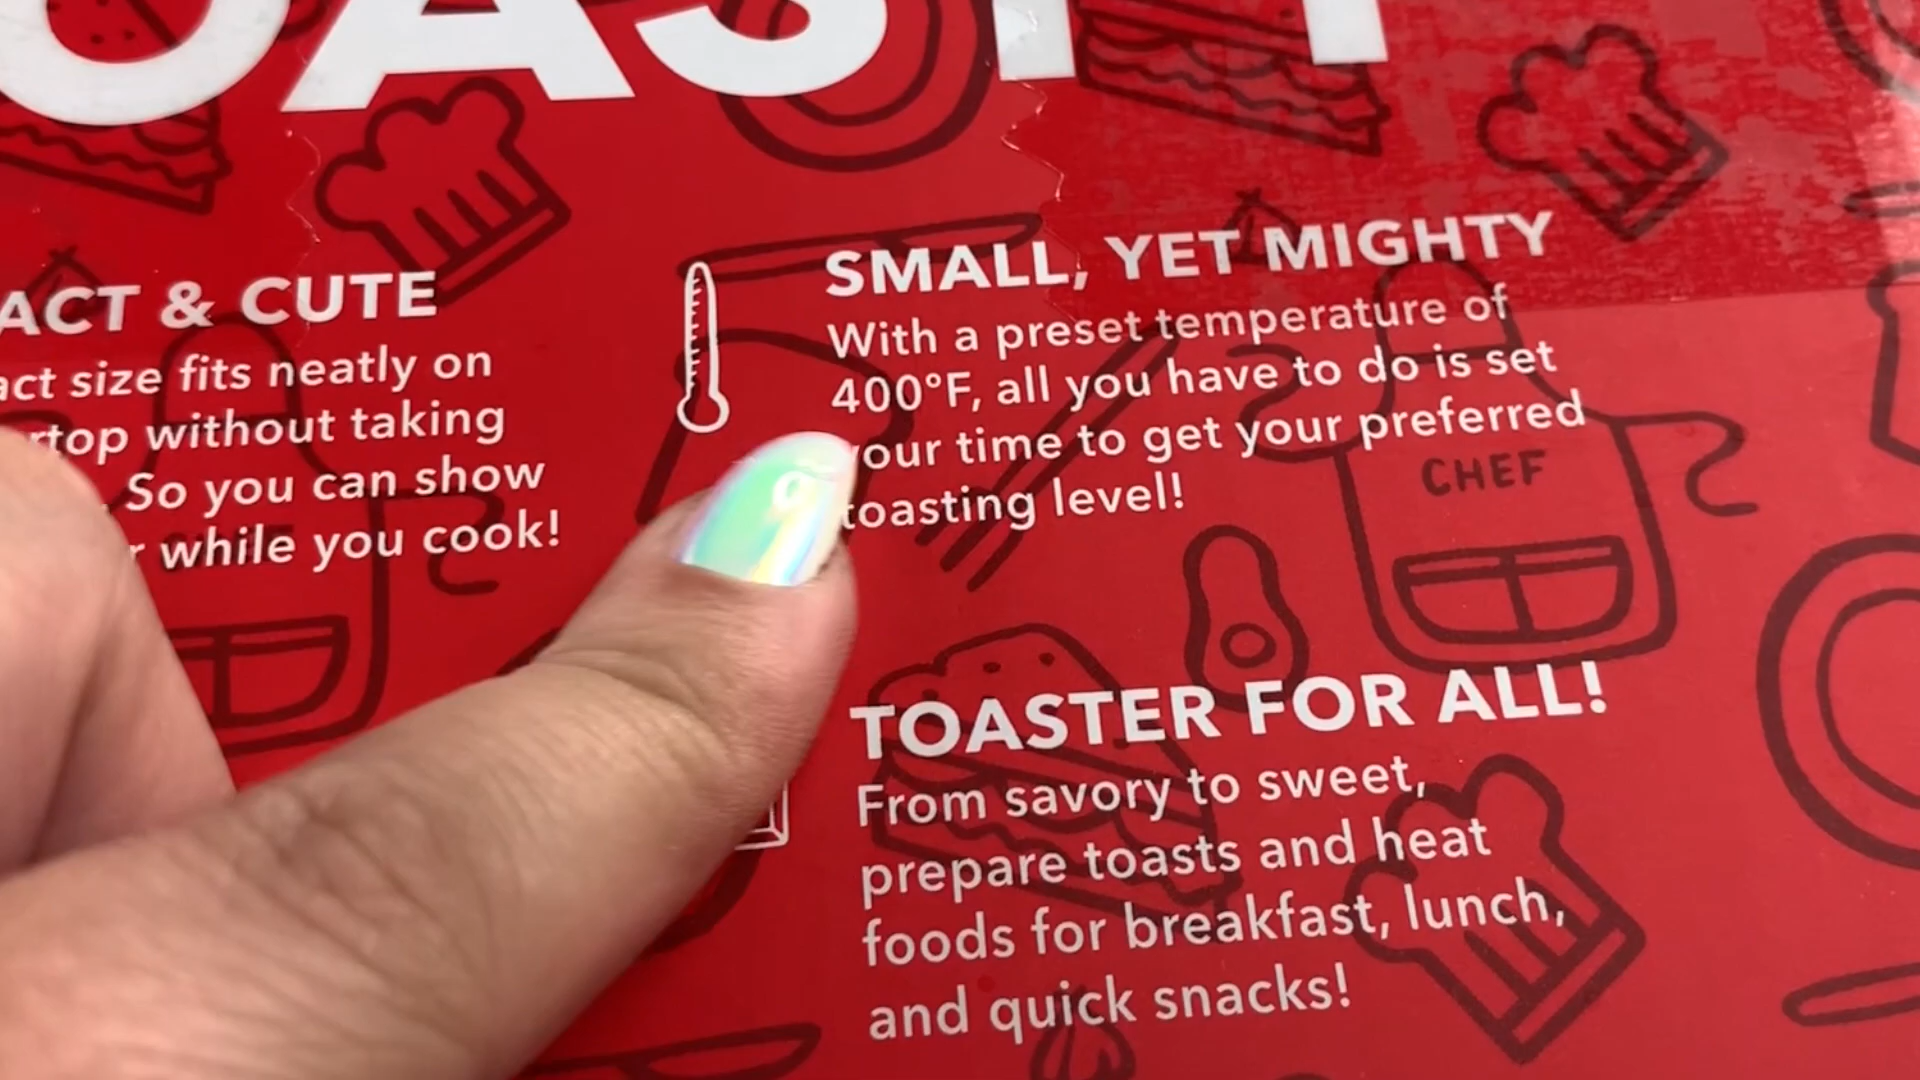 OASTY
ACT & CUTE
act size fits neatly on
rtop without taking
So you can show
r while you cook!
SMALL, YET MIGHTY
With a preset temperature of
400°F, all you have to do is set
your time to get your preferred
toasting level!
CHEF
TOASTER FOR ALL!
From savory to sweet,
prepare toasts and heat
foods for breakfast, lunch,
and quick snacks!